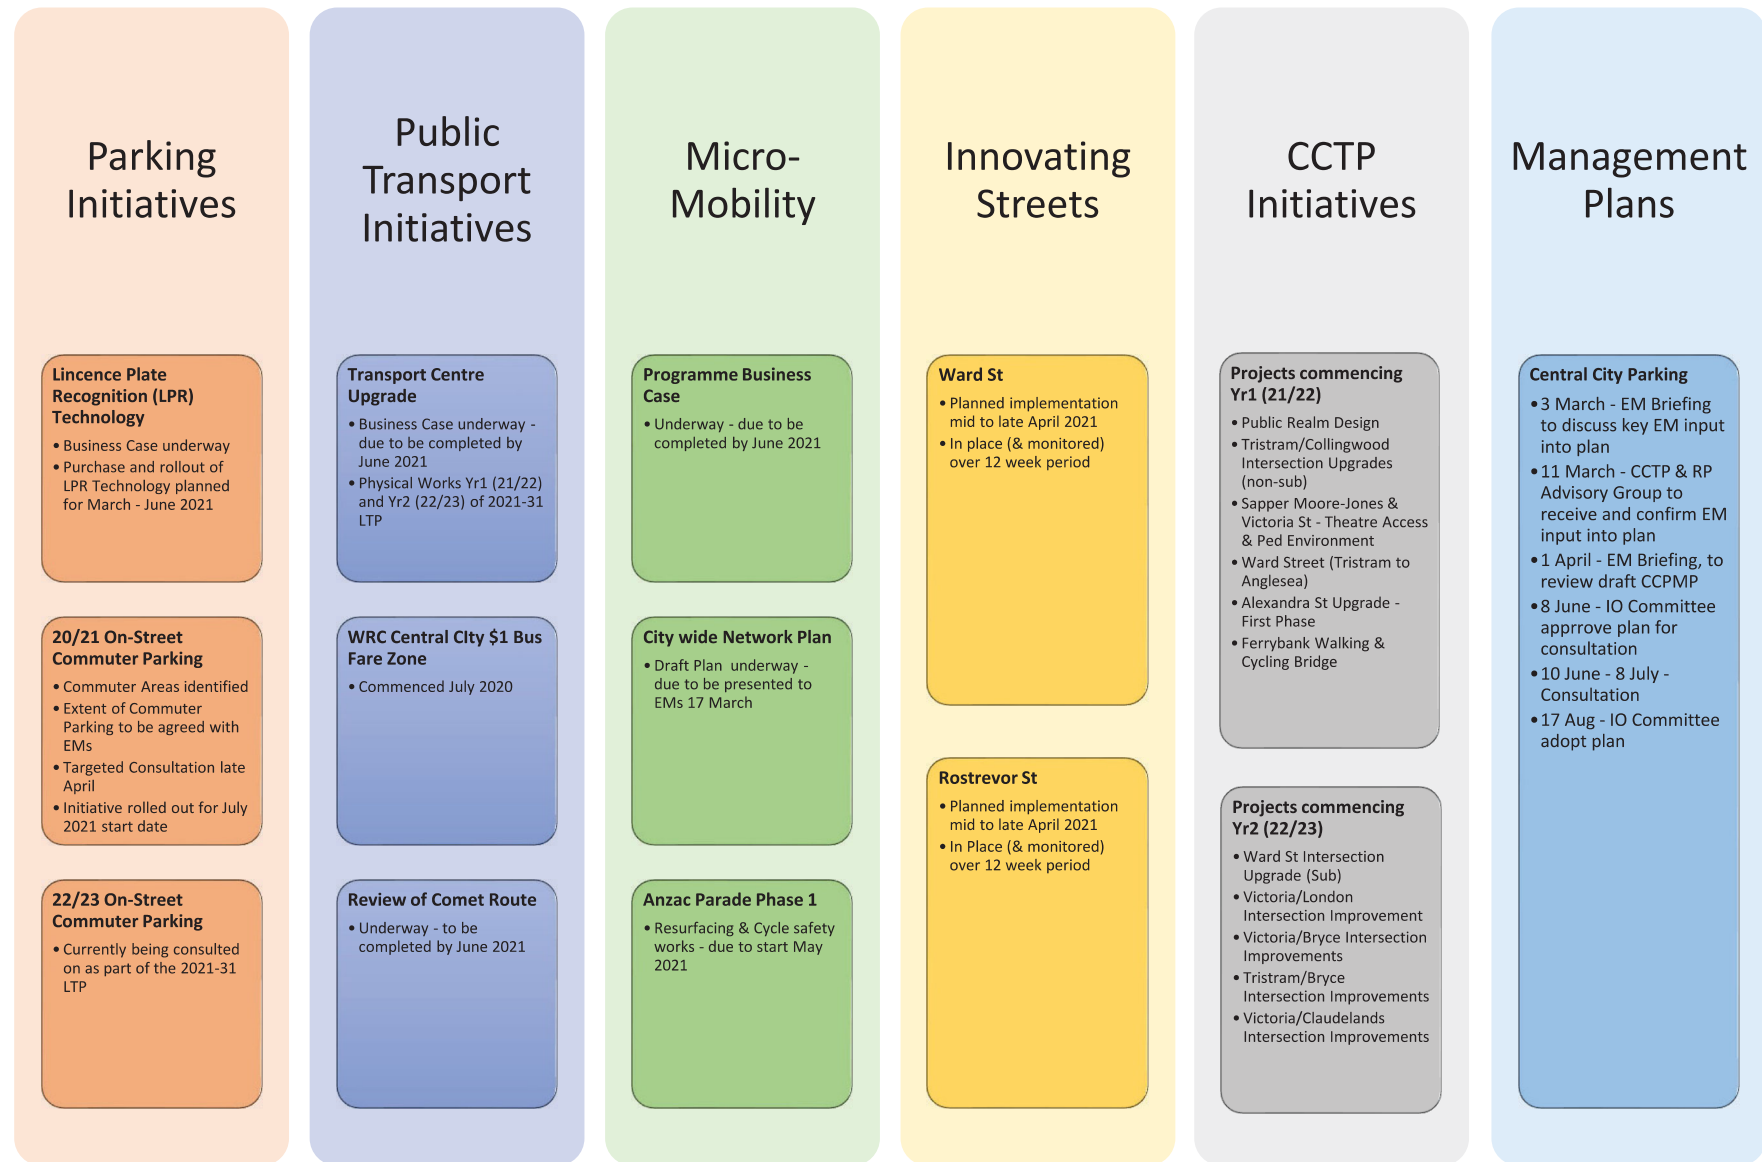 Parking
Initiatives
Lincence Plate
Recognition (LPR)
Technology
• Business Case underway
• Purchase and rollout of
LPR Technology planned
for March - June 2021
20/21 On-Street
Commuter Parking
• Commuter Areas identified
• Extent of Commuter
Parking to be agreed with
EMs
• Targeted Consultation late
April
• Initiative rolled out for July
2021 start date
22/23 On-Street
Commuter Parking
• Currently being consulted
on as part of the 2021-31
LTP
Public
Transport
Initiatives
Transport Centre
Upgrade
• Business Case underway -
due to be completed by
June 2021
• Physical Works Yr1 (21/22)
and Yr2 (22/23) of 2021-31
LTP
WRC Central CIty $1 Bus
Fare Zone
• Commenced July 2020
Review of Comet Route
• Underway - to be
completed by June 2021
Micro-
Mobility
Programme Business
Case
• Underway - due to be
completed by June 2021
City wide Network Plan
• Draft Plan underway -
due to be presented to
EMs 17 March
Anzac Parade Phase 1
• Resurfacing & Cycle safety
works - due to start May
2021
Innovating
Streets
Ward St
• Planned implementation
mid to late April 2021
• In place (& monitored)
over 12 week period
Rostrevor St
• Planned implementation
mid to late April 2021
• In Place (& monitored)
over 12 week period
CCTP
Initiatives
Projects commencing
Yr1 (21/22)
• Public Realm Design
• Tristram/Collingwood
Intersection Upgrades
(non-sub)
• Sapper Moore-Jones &
Victoria St - Theatre Access
& Ped Environment
• Ward Street (Tristram to
Anglesea)
• Alexandra St Upgrade -
First Phase
• Ferrybank Walking &
Cycling Bridge
Projects commencing
Yr2 (22/23)
• Ward St Intersection
Upgrade (Sub)
• Victoria/London
Intersection Improvement
• Victoria/Bryce Intersection
Improvements
• Tristram/Bryce
Intersection Improvements
• Victoria/Claudelands
Intersection Improvements
Management
Plans
Central City Parking
• 3 March - EM Briefing
to discuss key EM input
into plan
• 11 March - CCTP & RP
Advisory Group to
receive and confirm EM
input into plan
• 1 April - EM Briefing, to
review draft CCPMP
• 8 June - IO Committee
apprrove plan for
consultation
• 10 June - 8 July -
Consultation
• 17 Aug - IO Committee
adopt plan